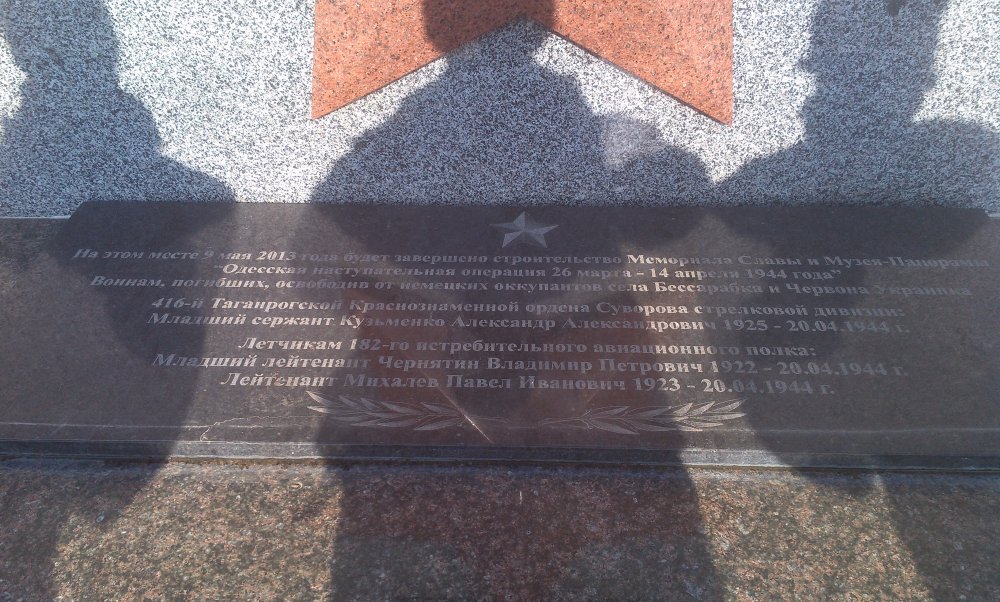 На этом месте 9 мая 2013 года будет завершено строительство Мемориала Славы и Музея-Панорамы
"Одесская наступательная операция 26 марта - 14 апреля 1944 года"
Воинам, погибших, освободив от немецких оккупантов села Бессарабка и Червона Украинка
416-й Таганрогской Краснознаменной ордена Суворова стрелковой дивизии:
Младший сержант Кузьменко Александр Александрович 1925 - 20.04.1944 г.
Летчикам 182-го истребительного авиационного полка:
Младший лейтенант Чернятин Владимир Петрович 1922 - 20.04.1944 г.
Лейтенант Михалев Павел Иванович 1923 - 20.04.1944 г.